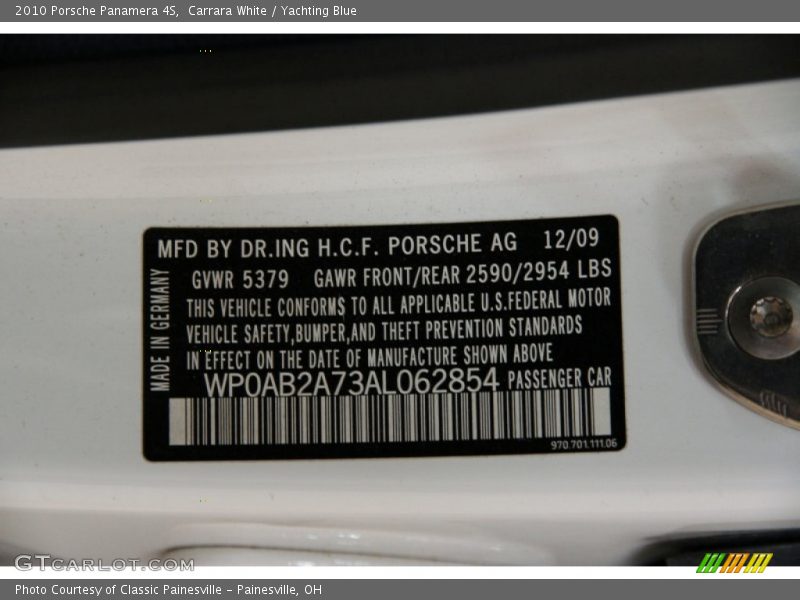 2010 Porsche Panamera 4S,  Carrara White / Yachting Blue
MFD BY DR.ING H.C.F. PORSCHE AG 12/09
GVWR 5379 GAWR FRONT/REAR 2590/2954 LBS
THIS VEHICLE CONFORMS TO ALL APPLICABLE U.S.FEDERAL MOTOR
VEHICLE SAFETY,BUMPER,AND THEFT PREVENTION STANDARDS
IN EFFECT ON THE DATE OF MANUFACTURE SHOWN ABOVE
WP0AB2A73AL062854 PASSENGER CAR
MADE IN GERMANY
970.701.111.06
GTcarlot.com
Photo Courtesy of Classic Painesville - Painesville, OH